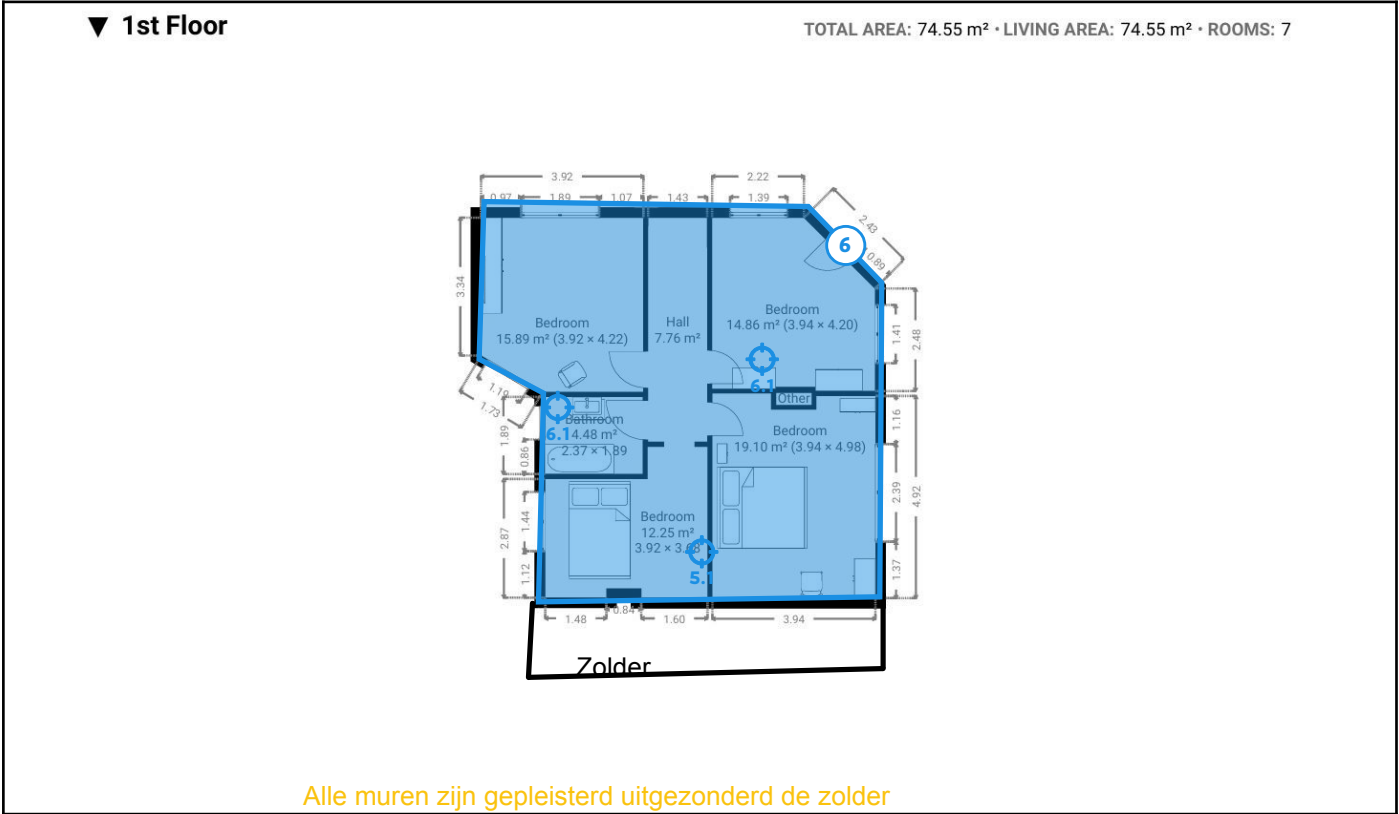 ▼ 1st Floor
TOTAL AREA: 74.55 m² • LIVING AREA: 74.55 m² • ROOMS: 7
3.92
2.22
0.97
1.89
1.07
1.43
1.39
2.43
6
0.89
3.34
Bedroom
15.89 m² (3.92 × 4.22)
Hall
7.76 m²
Bedroom
14.86 m² (3.94 × 4.20)
1.41
2.48
6.1
1.19
1.73
Other
Bathroom
6.1
4.48 m²
2.37 × 1.89
1.89
0.86
Bedroom
19.10 m² (3.94 × 4.98)
1.16
2.39
4.92
1.44
2.87
1.12
Bedroom
12.25 m²
3.92 × 3.68
5.1
1.37
1.48
0.84
1.60
3.94
Zolder
Alle muren zijn gepleisterd uitgezonderd de zolder